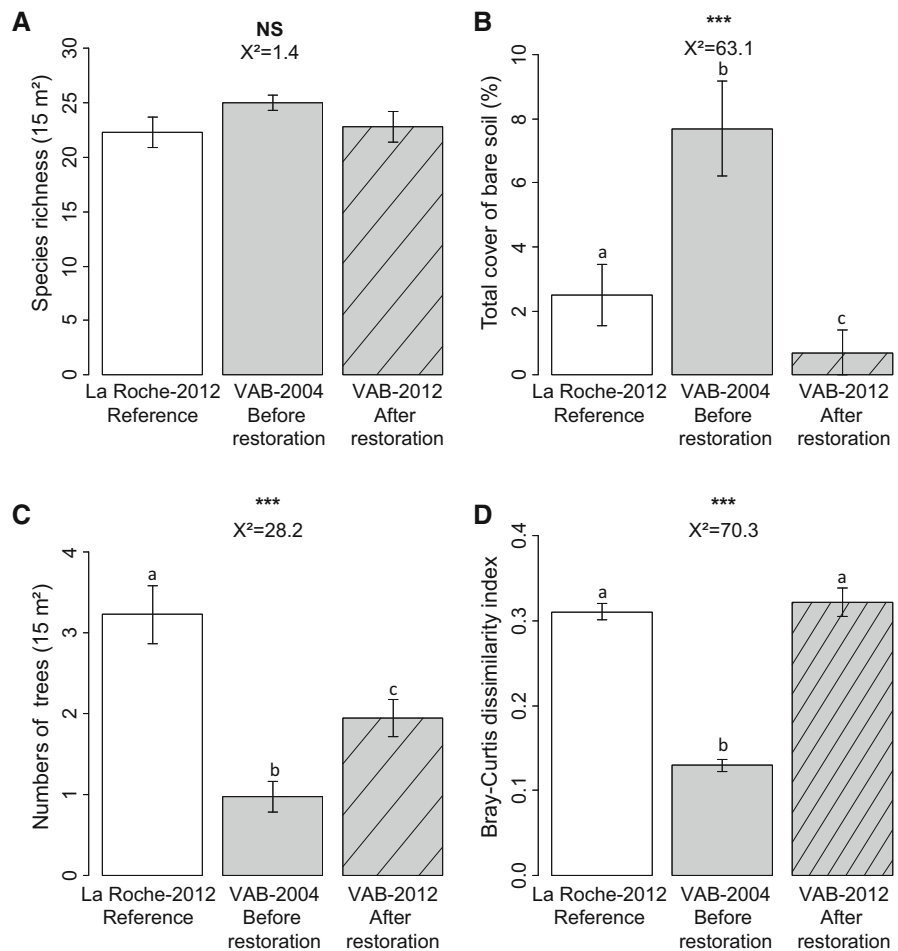 A
NS
X²=1.4
Species richness (15 m²)
30
25
20
15
10
5
0
La Roche-2012
Reference
VAB-2004
Before
restoration
VAB-2012
After
restoration
B
***
X²=63.1
Total cover of bare soil (%)
10
8
6
4
2
0
a
b
c
La Roche-2012
Reference
VAB-2004
Before
restoration
VAB-2012
After
restoration
C
***
X²=28.2
Numbers of trees (15 m²)
4
3
2
1
0
a
b
c
La Roche-2012
Reference
VAB-2004
Before
restoration
VAB-2012
After
restoration
D
***
X²=70.3
Bray-Curtis dissimilarity index
0.4
0.3
0.2
0.1
0.0
a
b
a
La Roche-2012
Reference
VAB-2004
Before
restoration
VAB-2012
After
restoration